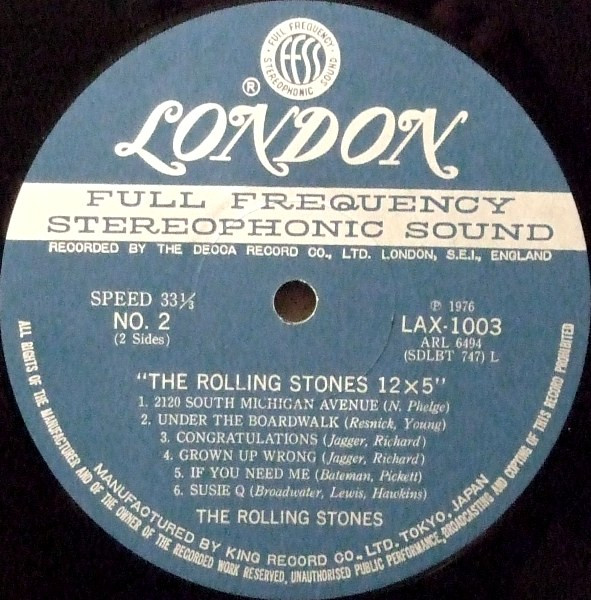 FULL FREQUENCY
FFSS
STEREOPHONIC SOUND
®
LONDON
FULL FREQUENCY
STEREOPHONIC SOUND
RECORDED BY THE DECCA RECORD CO., LTD. LONDON, S.E.I., ENGLAND
SPEED 33⅓
NO. 2
(2 Sides)
℗ 1976
LAX-1003
ARL 6494
(SDLBT 747) L
"THE ROLLING STONES 12×5"
1. 2120 SOUTH MICHIGAN AVENUE (N. Phelge)
2. UNDER THE BOARDWALK (Resnick, Young)
3. CONGRATULATIONS (Jagger, Richard)
4. GROWN UP WRONG (Jagger, Richard)
5. IF YOU NEED ME (Bateman, Pickett)
6. SUSIE Q (Broadwater, Lewis, Hawkins)
THE ROLLING STONES
MANUFACTURED BY KING RECORD CO., LTD. TOKYO, JAPAN
ALL RIGHTS OF THE MANUFACTURER AND OF THE OWNER OF THE RECORDED WORK RESERVED, UNAUTHORISED PUBLIC PERFORMANCE, BROADCASTING AND COPYING OF THIS RECORD PROHIBITED